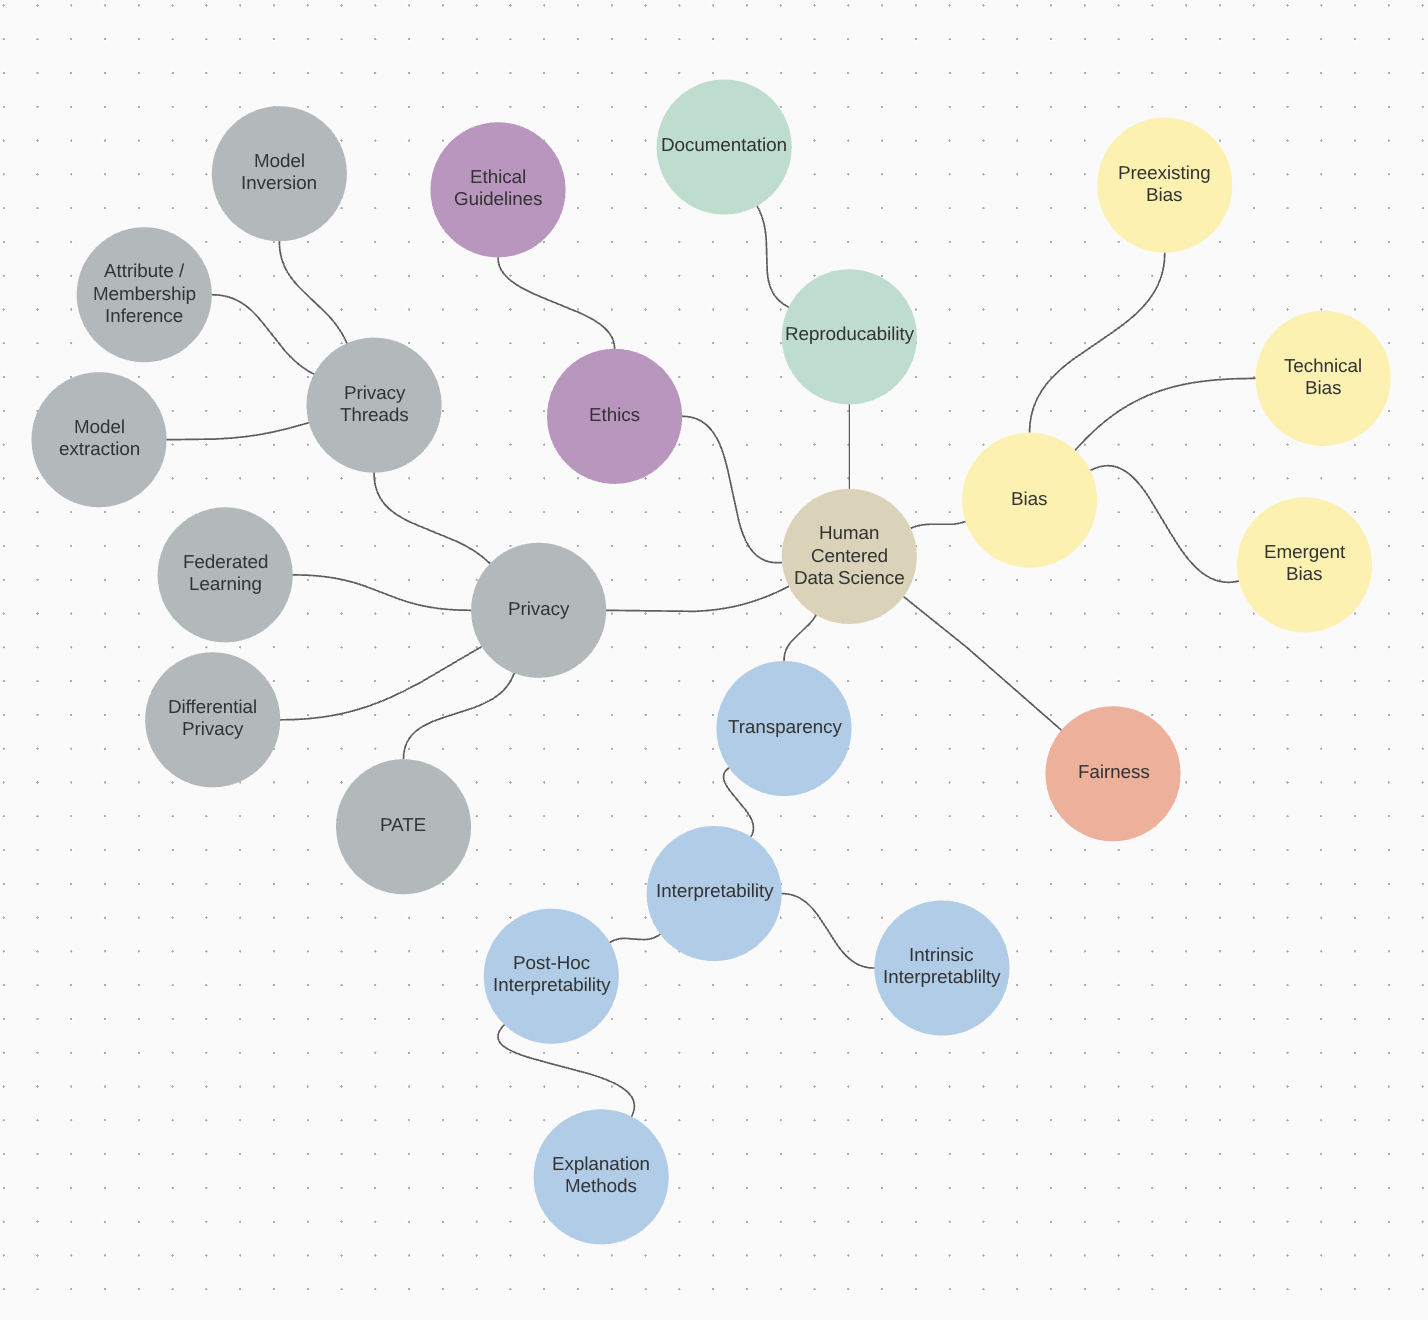 Documentation
Model
Inversion
Ethical
Guidelines
Preexisting
Bias
Attribute /
Membership
Inference
Reproducability
Technical
Bias
Privacy
Threads
Ethics
Model
extraction
Bias
Human
Centered
Data Science
Emergent
Bias
Federated
Learning
Privacy
Differential
Privacy
Transparency
Fairness
PATE
Interpretability
Post-Hoc
Interpretability
Intrinsic
Interpretablilty
Explanation
Methods